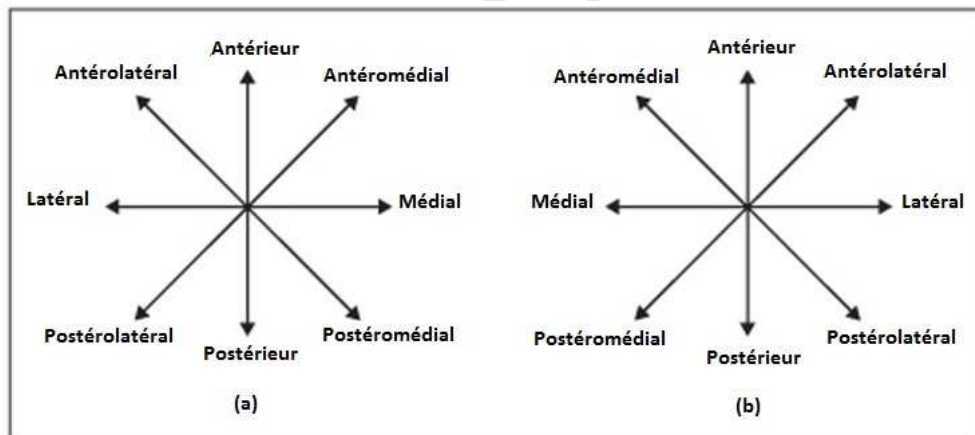 Antérieur
Antérolatéral
Antéromédial
Latéral
Médial
Postérolatéral
Postéromédial
Postérieur
(a)
Antérieur
Antéromédial
Antérolatéral
Médial
Latéral
Postéromédial
Postérolatéral
Postérieur
(b)